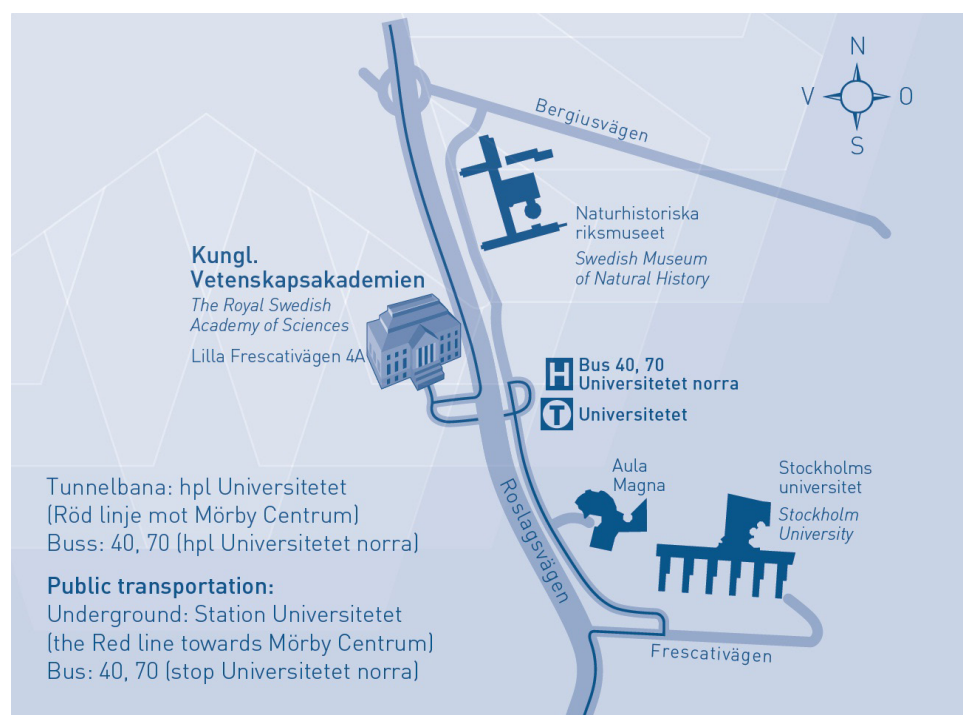 N
V
O
S
Bergiusvägen
Naturhistoriska
riksmuseet
Swedish Museum
of Natural History
Kungl.
Vetenskapsakademien
The Royal Swedish
Academy of Sciences
Lilla Frescativägen 4A
H
Bus 40, 70
Universitetet norra
T
Universitetet
Roslagsvägen
Aula
Magna
Stockholms
universitet
Stockholm
University
Frescativägen
Tunnelbana: hpl Universitetet
(Röd linje mot Mörby Centrum)
Buss: 40, 70 (hpl Universitetet norra)
Public transportation:
Underground: Station Universitetet
(the Red line towards Mörby Centrum)
Bus: 40, 70 (stop Universitetet norra)